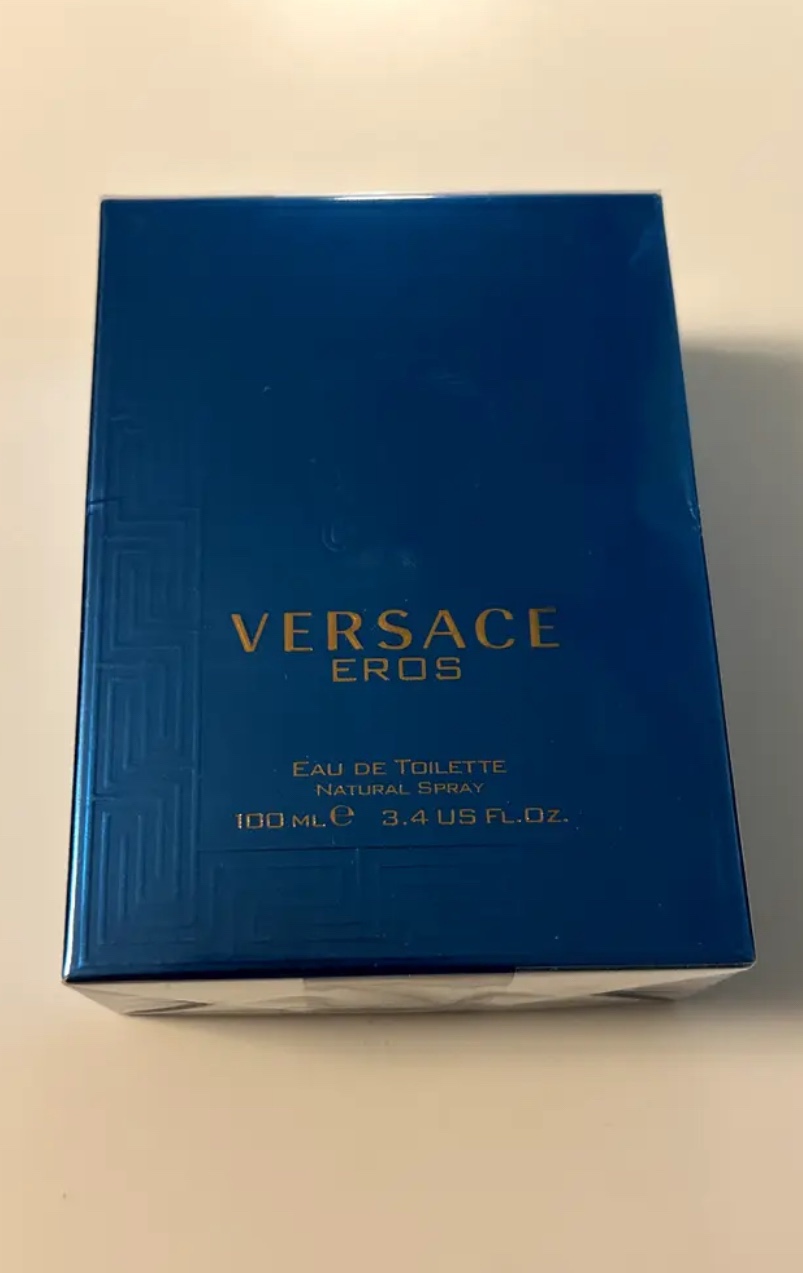 VERSACE
EROS
EAU DE TOILETTE
NATURAL SPRAY
100 ML ℮ 3.4 US FL.OZ.